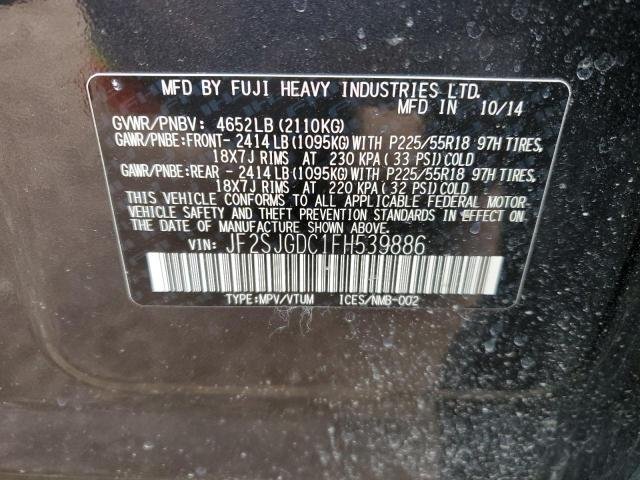 MFD BY FUJI HEAVY INDUSTRIES LTD.
MFD IN 10/14
GVWR/PNBV: 4652LB (2110KG)
GAWR/PNBE:FRONT- 2414LB (1095KG) WITH P225/55R18 97H TIRES,
18X7J RIMS AT 230 KPA (33 PSI) COLD
GAWR/PNBE:REAR - 2414LB (1095KG) WITH P225/55R18 97H TIRES,
18X7J RIMS AT 220 KPA (32 PSI) COLD
THIS VEHICLE CONFORMS TO ALL APPLICABLE FEDERAL MOTOR-
VEHICLE SAFETY AND THEFT PREVENTION STANDARDS IN EFFECT ON
THE DATE OF MANUFACTURE SHOWN ABOVE.
VIN: JF2SJGDC1FH539886
TYPE:MPV/VTUM ICES/NMB-002